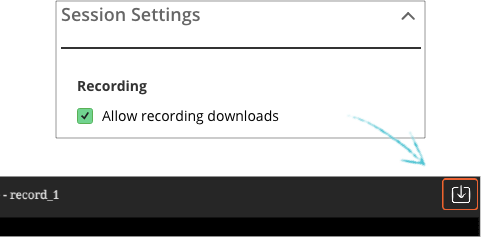 Session Settings
Recording
Allow recording downloads
- record_1